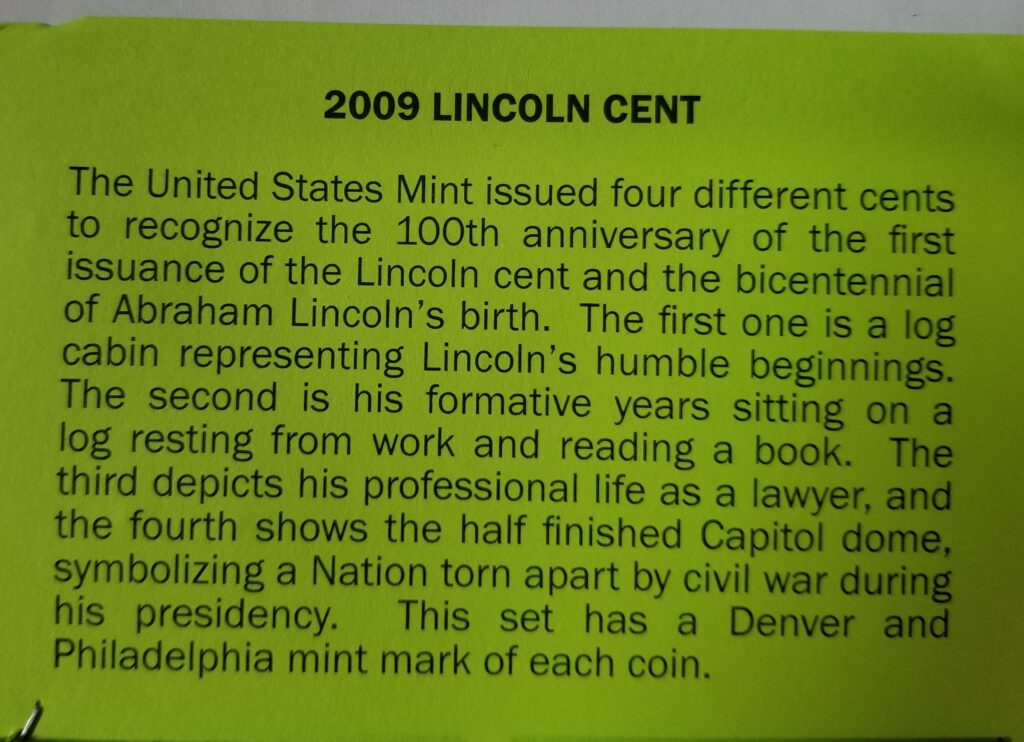 2009 LINCOLN CENT
The United States Mint issued four different cents
to recognize the 100th anniversary of the first
issuance of the Lincoln cent and the bicentennial
of Abraham Lincoln's birth. The first one is a log
cabin representing Lincoln's humble beginnings.
The second is his formative years sitting on a
log resting from work and reading a book. The
third depicts his professional life as a lawyer, and
the fourth shows the half finished Capitol dome,
symbolizing a Nation torn apart by civil war during
his presidency. This set has a Denver and
Philadelphia mint mark of each coin.